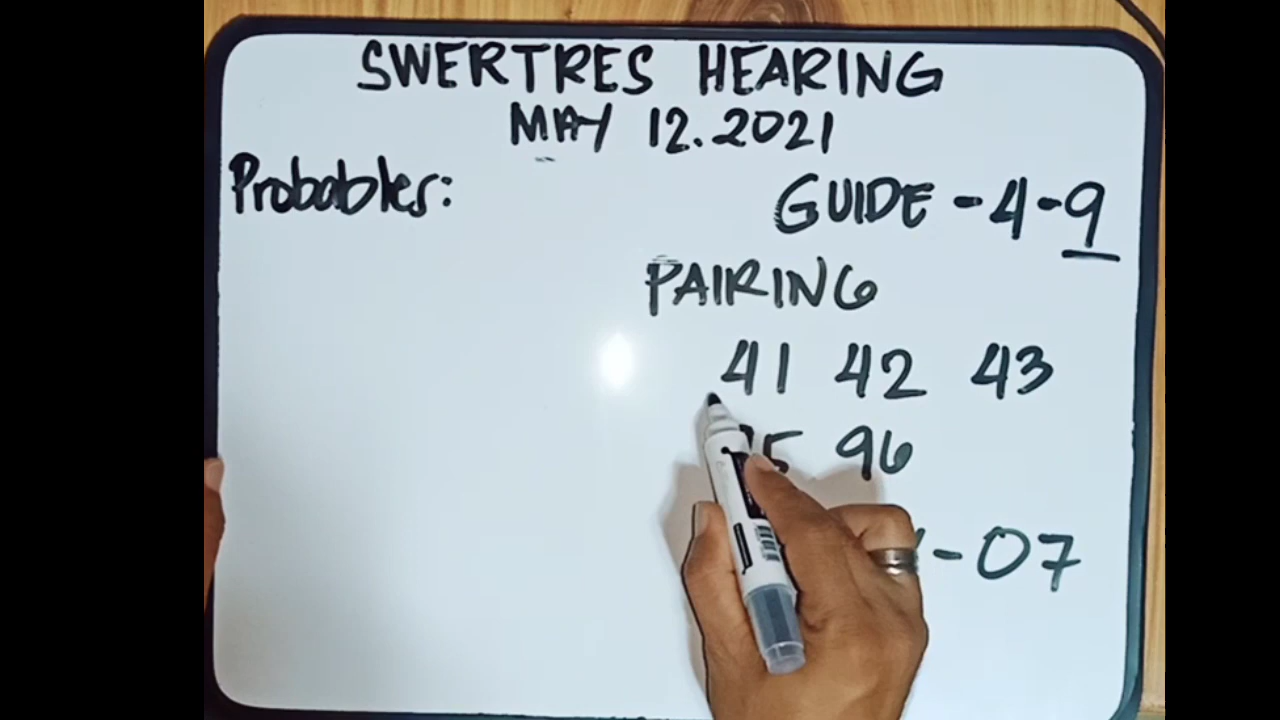 SWERTRES HEARING
MAY 12.2021
Probables:
GUIDE - 4 - 9
PAIRING
41 42 43
96
- 07